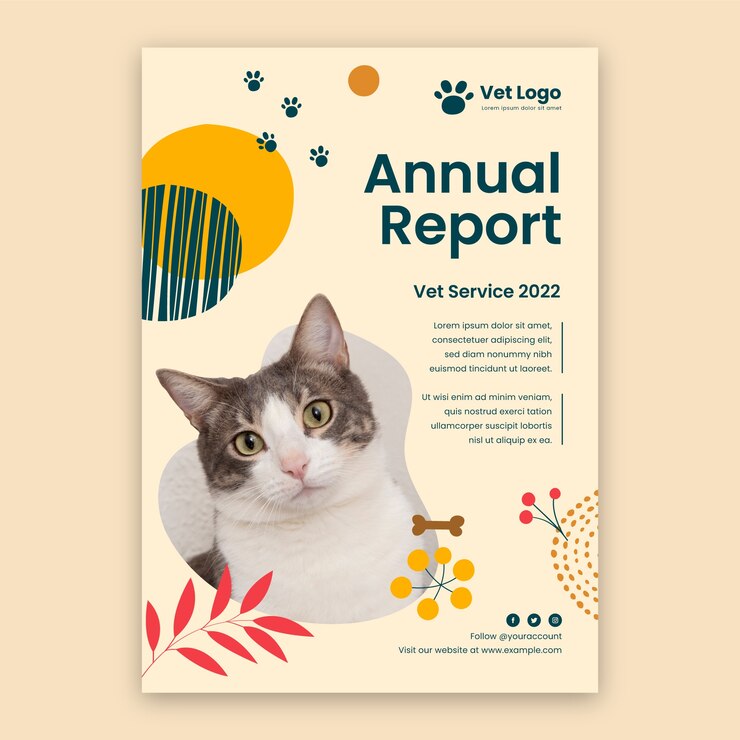 Vet Logo
Lorem ipsum dolor sit amet
Annual
Report
Vet Service 2022
Lorem ipsum dolor sit amet,
consectetuer adipiscing elit,
sed diam nonummy nibh
euismod tincidunt ut laoreet.
Ut wisi enim ad minim veniam,
quis nostrud exerci tation
ullamcorper suscipit lobortis
nisl ut aliquip ex ea.
Follow @youraccount
Visit our website at www.example.com